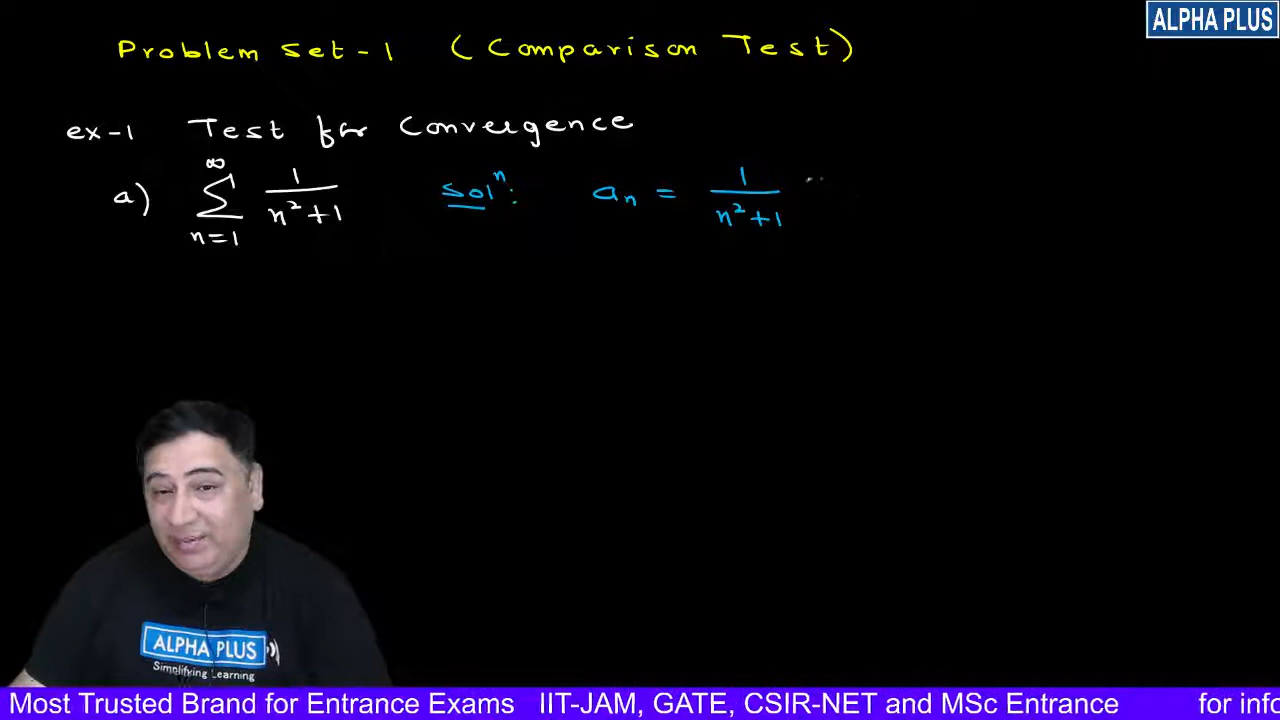 ALPHA PLUS
Problem set-1 (Comparison Test)
ex-1 Test for Convergence
a) ∑_{n=1}^{∞} 1/(n²+1) solⁿ: aₙ = 1/(n²+1)
ALPHA PLUS
Simplifying Learning
Most Trusted Brand for Entrance Exams IIT-JAM, GATE, CSIR-NET and MSc Entrance for info